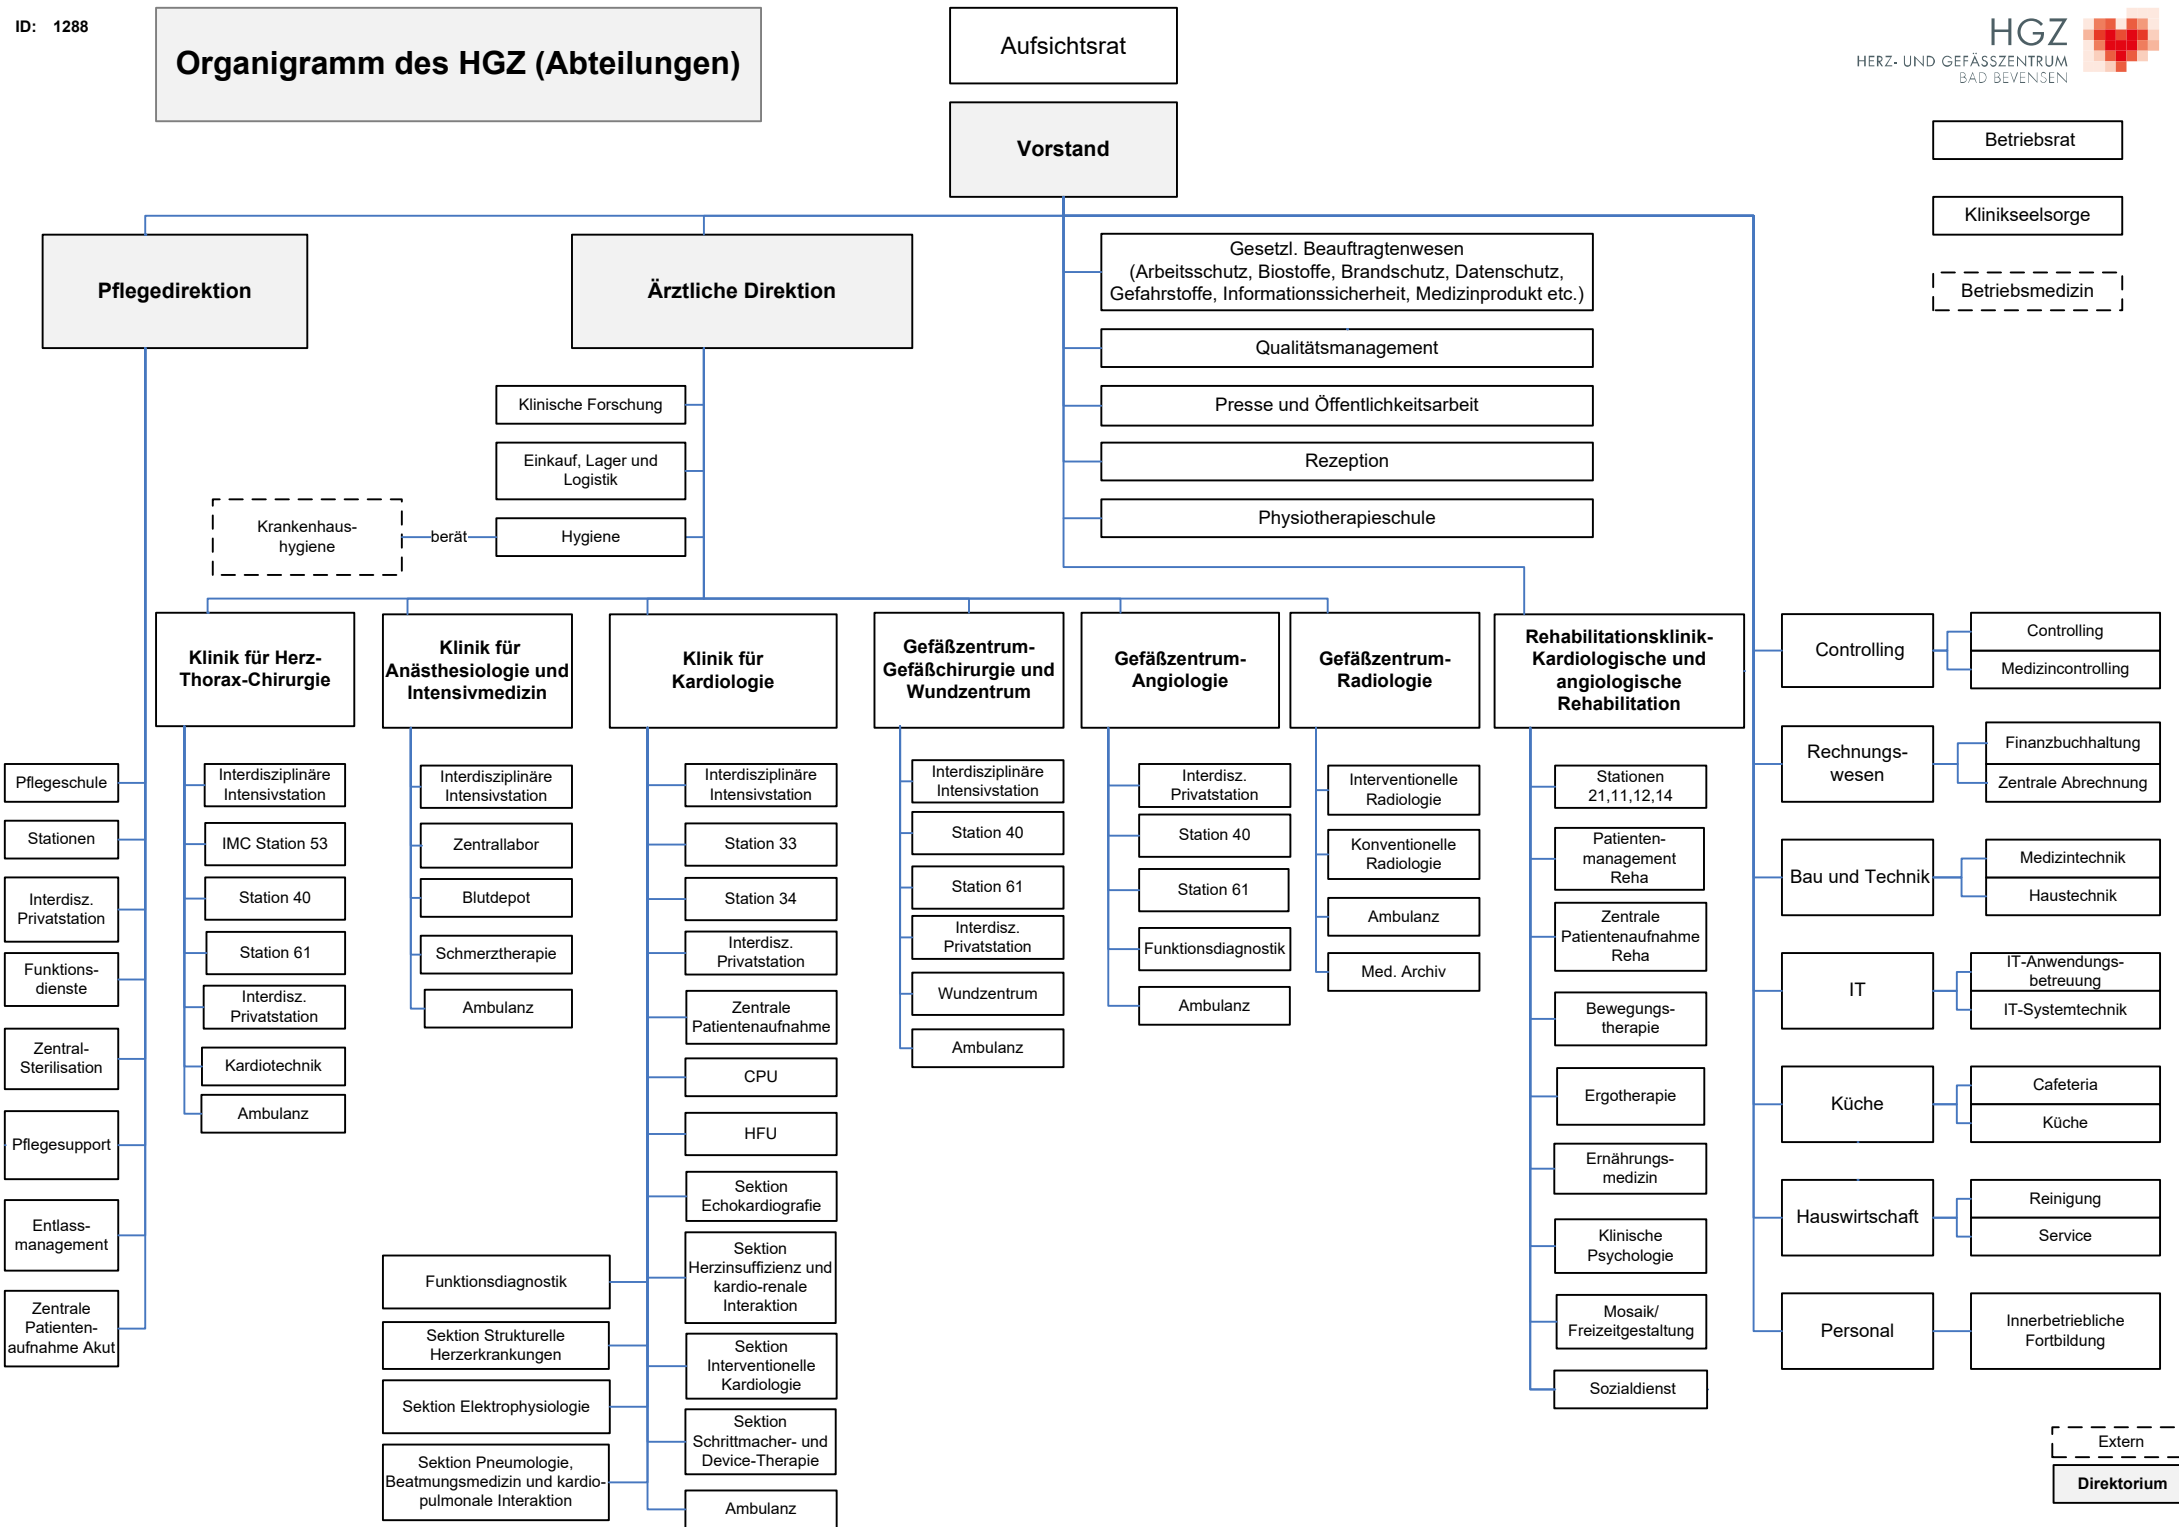 ID: 1288
Organigramm des HGZ (Abteilungen)
Aufsichtsrat
Vorstand
HGZ
HERZ- UND GEFÄSSZENTRUM
BAD BEVENSEN
Betriebsrat
Klinikseelsorge
Betriebsmedizin
Pflegedirektion
Ärztliche Direktion
Gesetzl. Beauftragtenwesen
(Arbeitsschutz, Biostoffe, Brandschutz, Datenschutz,
Gefahrstoffe, Informationssicherheit, Medizinprodukt etc.)
Qualitätsmanagement
Presse und Öffentlichkeitsarbeit
Rezeption
Physiotherapieschule
Klinische Forschung
Einkauf, Lager und
Logistik
Krankenhaus-
hygiene
berät
Hygiene
Pflegeschule
Stationen
Interdisz.
Privatstation
Funktions-
dienste
Zentral-
Sterilisation
Pflegesupport
Entlass-
management
Zentrale
Patienten-
aufnahme Akut
Klinik für Herz-
Thorax-Chirurgie
Interdisziplinäre
Intensivstation
IMC Station 53
Station 40
Station 61
Interdisz.
Privatstation
Kardiotechnik
Ambulanz
Klinik für
Anästhesiologie und
Intensivmedizin
Interdisziplinäre
Intensivstation
Zentrallabor
Blutdepot
Schmerztherapie
Ambulanz
Klinik für
Kardiologie
Interdisziplinäre
Intensivstation
Station 33
Station 34
Interdisz.
Privatstation
Zentrale
Patientenaufnahme
CPU
HFU
Sektion
Echokardiografie
Sektion
Herzinsuffizienz und
kardio-renale
Interaktion
Sektion
Interventionelle
Kardiologie
Sektion
Schrittmacher- und
Device-Therapie
Ambulanz
Funktionsdiagnostik
Sektion Strukturelle
Herzerkrankungen
Sektion Elektrophysiologie
Sektion Pneumologie,
Beatmungsmedizin und kardio-
pulmonale Interaktion
Gefäßzentrum-
Gefäßchirurgie und
Wundzentrum
Interdisziplinäre
Intensivstation
Station 40
Station 61
Interdisz.
Privatstation
Wundzentrum
Ambulanz
Gefäßzentrum-
Angiologie
Interdisz.
Privatstation
Station 40
Station 61
Funktionsdiagnostik
Ambulanz
Gefäßzentrum-
Radiologie
Interventionelle
Radiologie
Konventionelle
Radiologie
Ambulanz
Med. Archiv
Rehabilitationsklinik-
Kardiologische und
angiologische
Rehabilitation
Stationen
21,11,12,14
Patienten-
management
Reha
Zentrale
Patientenaufnahme
Reha
Bewegungs-
therapie
Ergotherapie
Ernährungs-
medizin
Klinische
Psychologie
Mosaik/
Freizeitgestaltung
Sozialdienst
Controlling
Controlling
Medizincontrolling
Rechnungs-
wesen
Finanzbuchhaltung
Zentrale Abrechnung
Bau und Technik
Medizintechnik
Haustechnik
IT
IT-Anwendungs-
betreuung
IT-Systemtechnik
Küche
Cafeteria
Küche
Hauswirtschaft
Reinigung
Service
Personal
Innerbetriebliche
Fortbildung
Extern
Direktorium